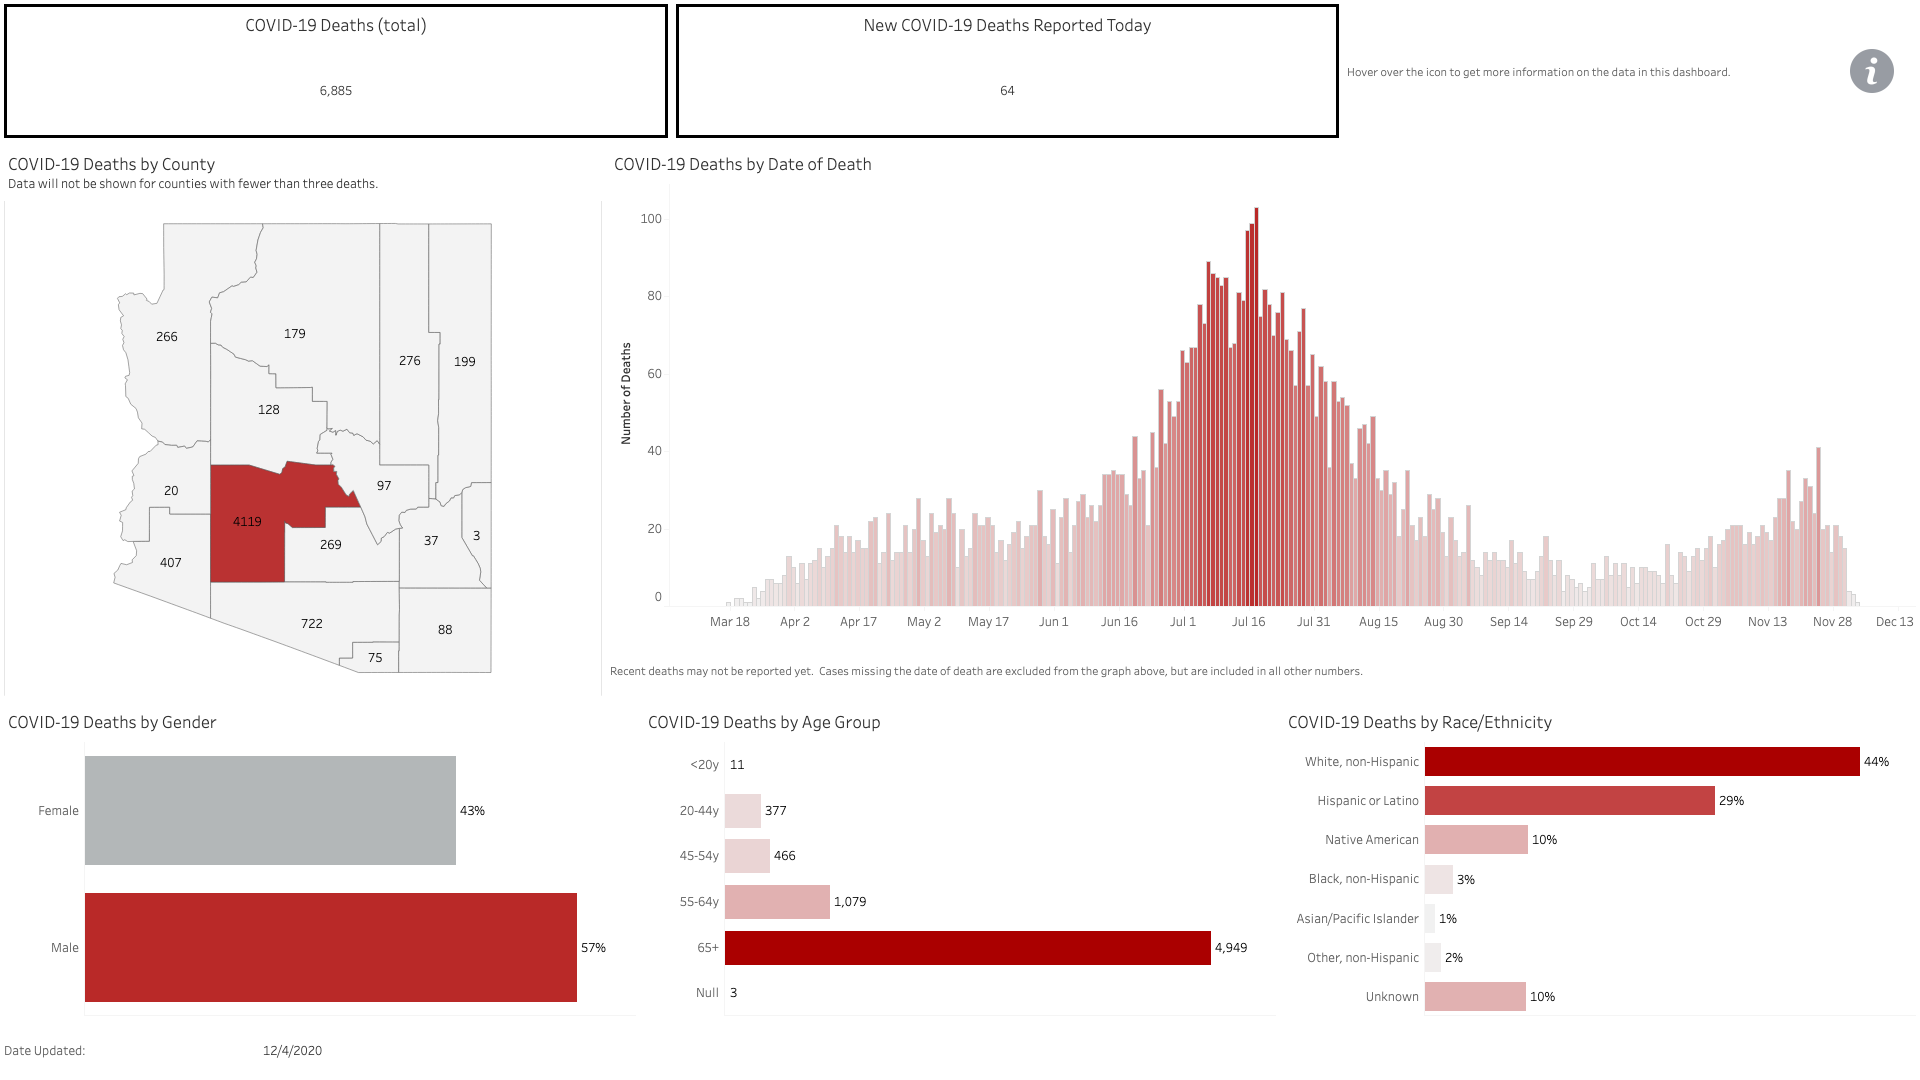 COVID-19 Deaths (total)
6,885
New COVID-19 Deaths Reported Today
64
Hover over the icon to get more information on the data in this dashboard.
i
COVID-19 Deaths by County
Data will not be shown for counties with fewer than three deaths.
266
179
276
199
128
20
97
4119
269
37
3
407
722
88
75
COVID-19 Deaths by Date of Death
Number of Deaths
100
80
60
40
20
0
Mar 18
Apr 2
Apr 17
May 2
May 17
Jun 1
Jun 16
Jul 1
Jul 16
Jul 31
Aug 15
Aug 30
Sep 14
Sep 29
Oct 14
Oct 29
Nov 13
Nov 28
Dec 13
Recent deaths may not be reported yet.  Cases missing the date of death are excluded from the graph above, but are included in all other numbers.
COVID-19 Deaths by Gender
Female 43%
Male 57%
COVID-19 Deaths by Age Group
<20y 11
20-44y 377
45-54y 466
55-64y 1,079
65+ 4,949
Null 3
COVID-19 Deaths by Race/Ethnicity
White, non-Hispanic 44%
Hispanic or Latino 29%
Native American 10%
Black, non-Hispanic 3%
Asian/Pacific Islander 1%
Other, non-Hispanic 2%
Unknown 10%
Date Updated: 12/4/2020